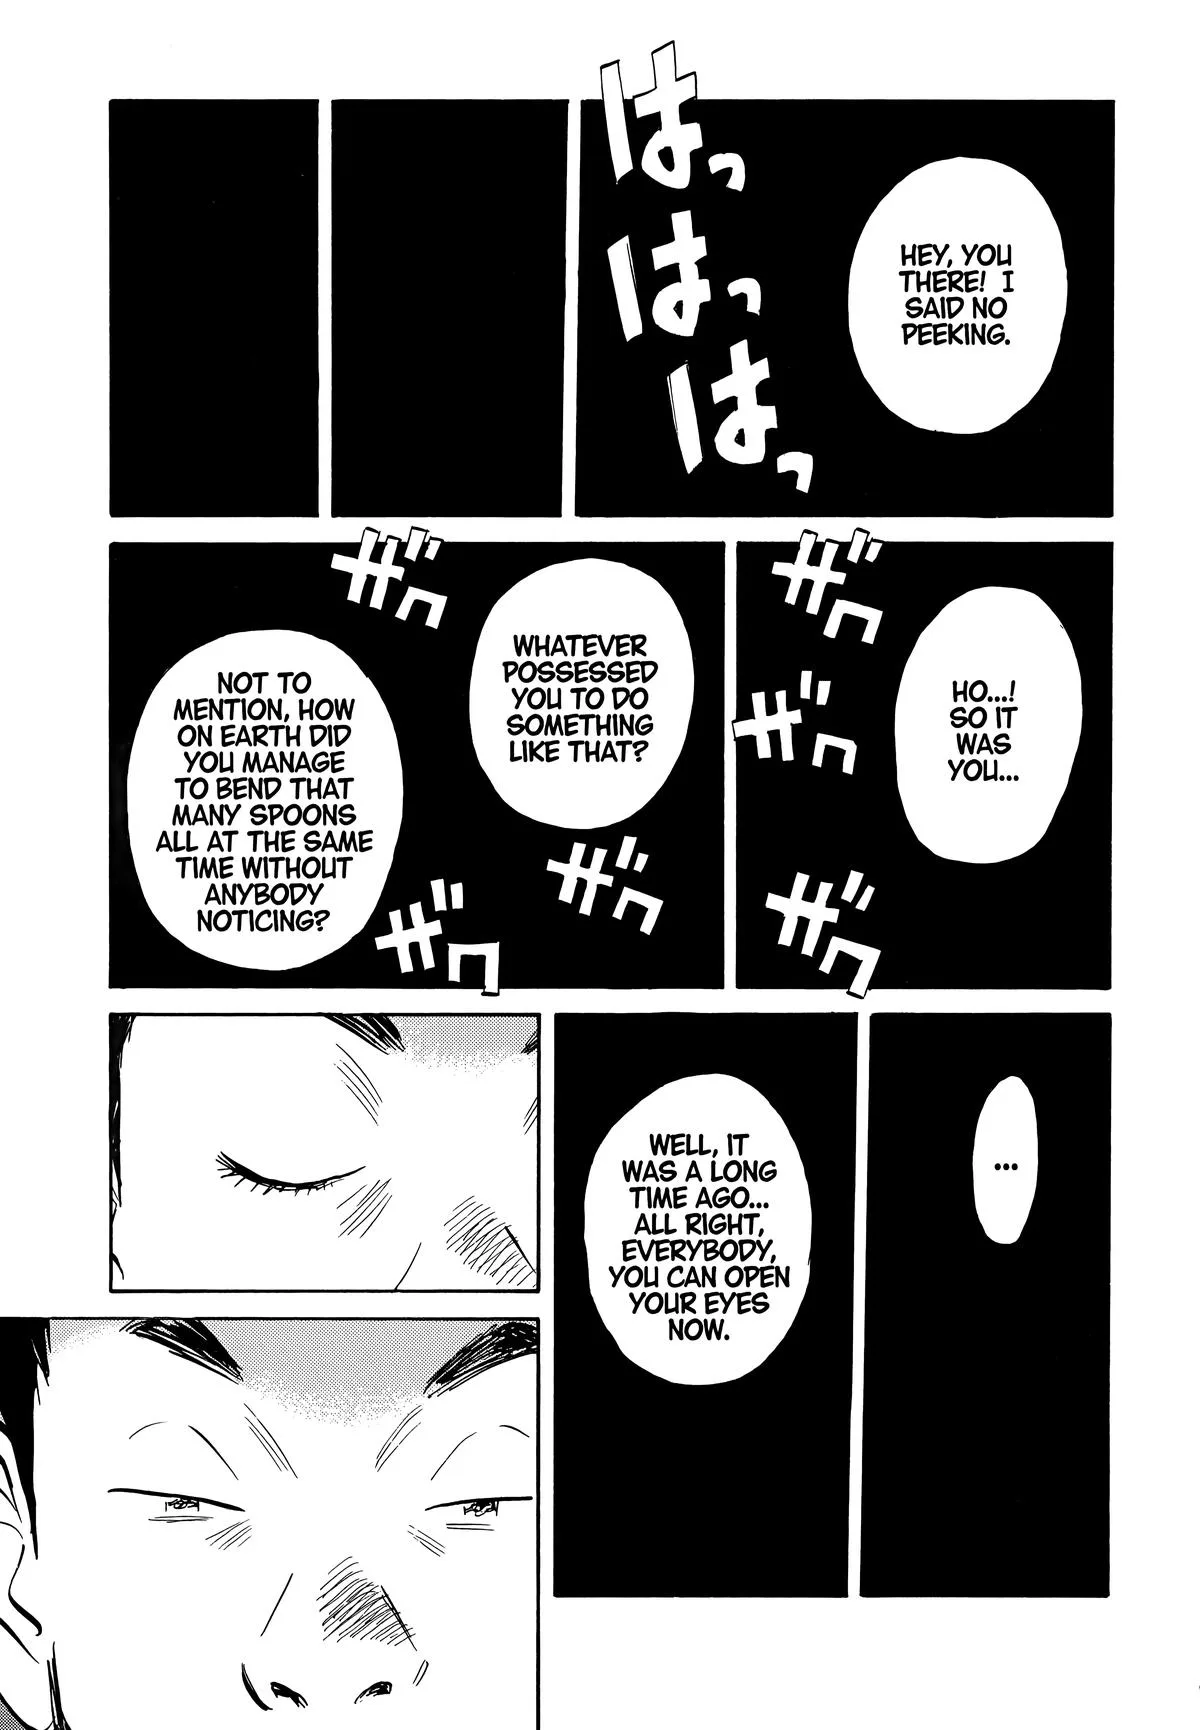 はっ
はっ
はっ
HEY, YOU
THERE! I
SAID NO
PEEKING.
ザワ
ザワ
ザワ
HO...!
SO IT
WAS
YOU...
ザワ
ザワ
ザワ
WHATEVER
POSSESSED
YOU TO DO
SOMETHING
LIKE THAT?
NOT TO
MENTION, HOW
ON EARTH DID
YOU MANAGE
TO BEND THAT
MANY SPOONS
ALL AT THE SAME
TIME WITHOUT
ANYBODY
NOTICING?
...
WELL, IT
WAS A LONG
TIME AGO...
ALL RIGHT,
EVERYBODY,
YOU CAN OPEN
YOUR EYES
NOW.